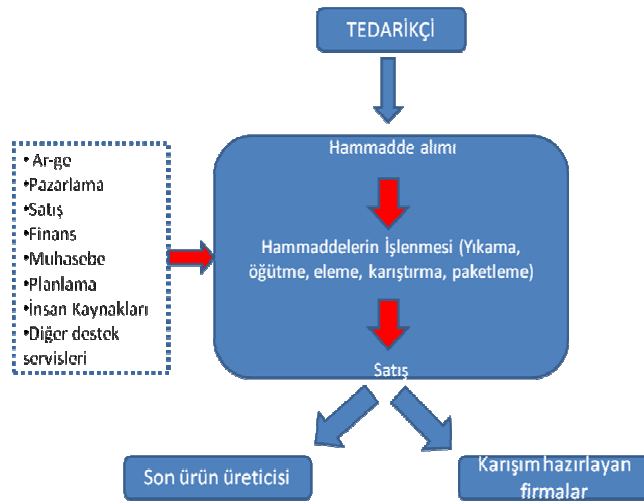 TEDARİKÇİ
Hammadde alımı
• Ar-ge
•Pazarlama
•Satış
•Finans
•Muhasebe
•Planlama
•İnsan Kaynakları
•Diğer destek
servisleri
Hammaddelerin İşlenmesi (Yıkama,
öğütme, eleme, karıştırma, paketleme)
Satış
Son ürün üreticisi
Karışım hazırlayan
firmalar